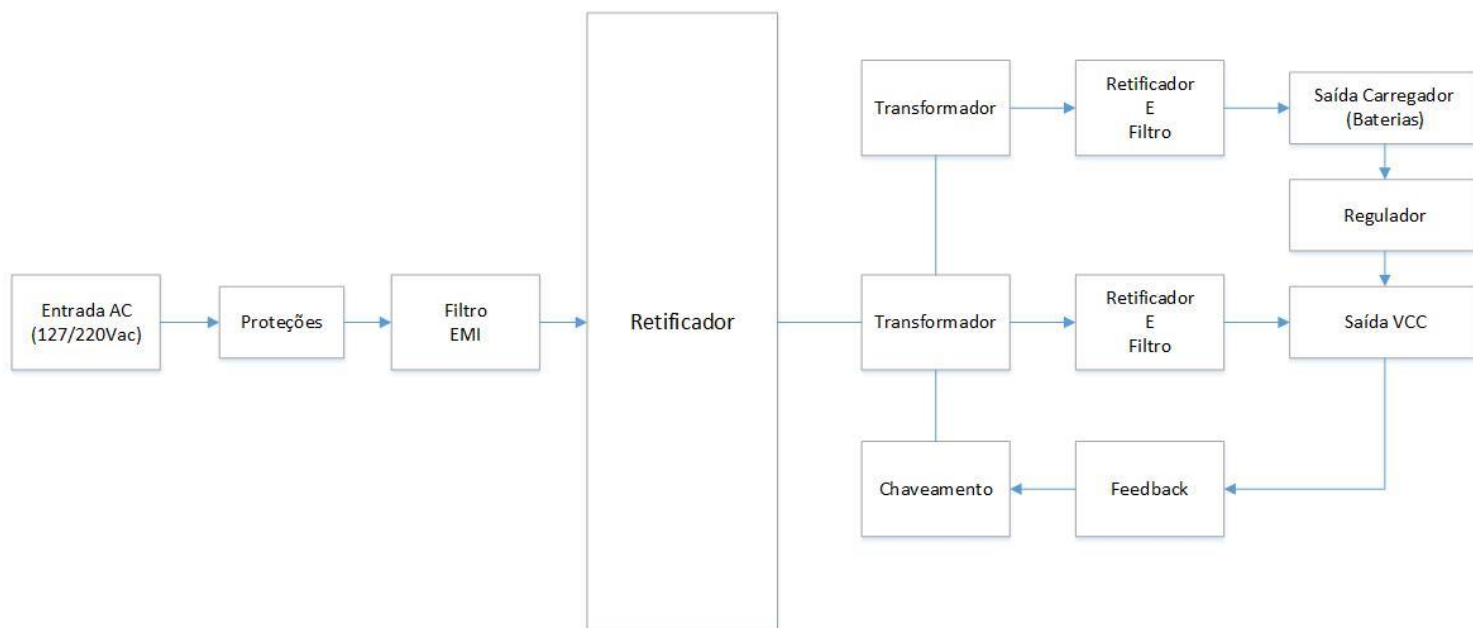 Entrada AC
(127/220Vac)
Proteções
Filtro
EMI
Retificador
Transformador
Retificador
E
Filtro
Saída Carregador
(Baterias)
Regulador
Transformador
Retificador
E
Filtro
Saída VCC
Chaveamento
Feedback